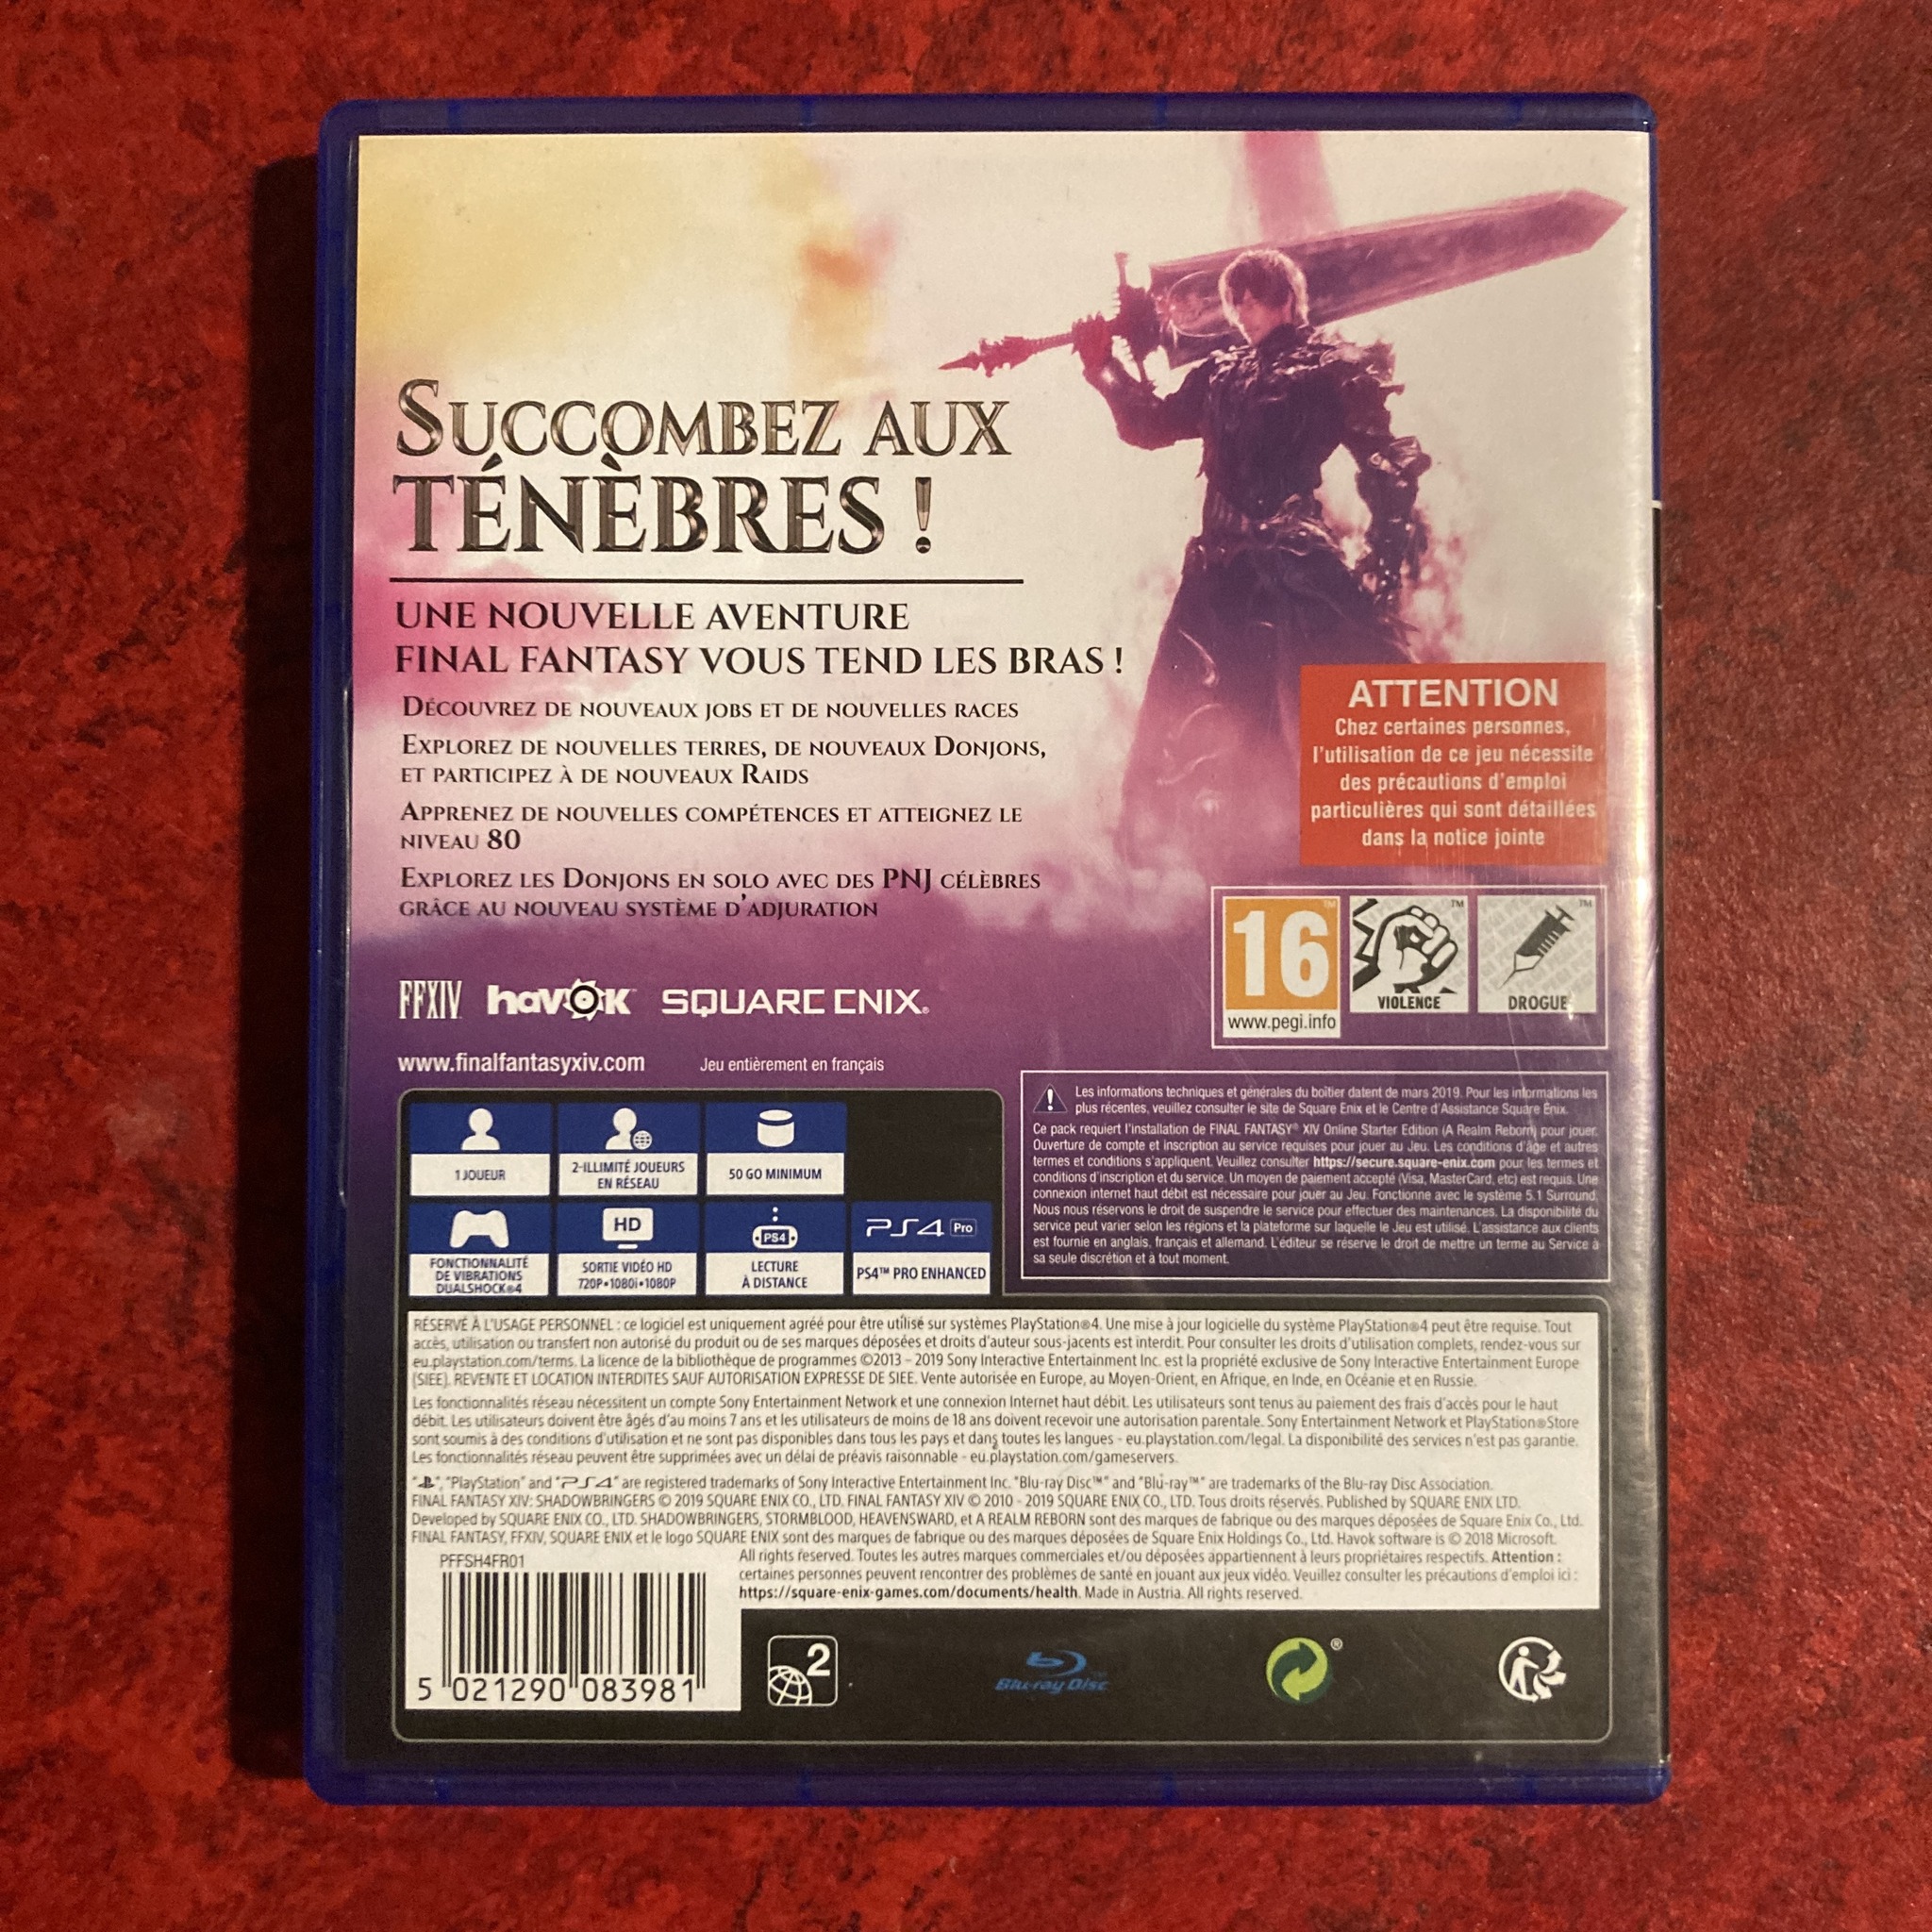 Succombez aux
ténèbres !
une nouvelle aventure
FINAL FANTASY vous tend les bras !
Découvrez de nouveaux jobs et de nouvelles races
Explorez de nouvelles terres, de nouveaux Donjons,
et participez à de nouveaux Raids
Apprenez de nouvelles compétences et atteignez le
niveau 80
Explorez les Donjons en solo avec des PNJ célèbres
grâce au nouveau système d'adjuration
ATTENTION
Chez certaines personnes,
l'utilisation de ce jeu nécessite
des précautions d'emploi
particulières qui sont détaillées
dans la notice jointe
16
www.pegi.info
VIOLENCE
DROGUE
FFXIV havok SQUARE ENIX®
www.finalfantasyxiv.com Jeu entièrement en français
1 JOUEUR
2-ILLIMITÉ JOUEURS
EN RÉSEAU
50 GO MINIMUM
FONCTIONNALITÉ
DE VIBRATIONS
DUALSHOCK®4
HD
SORTIE VIDÉO HD
720P•1080i•1080P
PS4
LECTURE
À DISTANCE
PS4 Pro
PS4™ PRO ENHANCED
Les informations techniques et générales du boîtier datent de mars 2019. Pour les informations les
plus récentes, veuillez consulter le site de Square Enix et le Centre d'Assistance Square Enix.
Ce pack requiert l'installation de FINAL FANTASY® XIV Online Starter Edition (A Realm Reborn) pour jouer.
Ouverture de compte et inscription au service requises pour jouer au Jeu. Les conditions d'âge et autres
termes et conditions s'appliquent. Veuillez consulter https://secure.square-enix.com pour les termes et
conditions d'inscription et du service. Un moyen de paiement accepté (Visa, MasterCard, etc) est requis. Une
connexion internet haut débit est nécessaire pour jouer au Jeu. Fonctionne avec le système 5.1 Surround.
Nous nous réservons le droit de suspendre le service pour effectuer des maintenances. La disponibilité du
service peut varier selon les régions et la plateforme sur laquelle le Jeu est utilisé. L'assistance aux clients
est fournie en anglais, français et allemand. L'éditeur se réserve le droit de mettre un terme au Service à
sa seule discrétion et à tout moment.
RÉSERVÉ À L'USAGE PERSONNEL : ce logiciel est uniquement agréé pour être utilisé sur systèmes PlayStation®4. Une mise à jour logicielle du système PlayStation®4 peut être requise. Tout
accès, utilisation ou transfert non autorisé du produit ou de ses marques déposées et droits d'auteur sous-jacents est interdit. Pour consulter les droits d'utilisation complets, rendez-vous sur
eu.playstation.com/terms. La licence de la bibliothèque de programmes ©2013 – 2019 Sony Interactive Entertainment Inc. est la propriété exclusive de Sony Interactive Entertainment Europe
(SIEE). REVENTE ET LOCATION INTERDITES SAUF AUTORISATION EXPRESSE DE SIEE. Vente autorisée en Europe, au Moyen-Orient, en Afrique, en Inde, en Océanie et en Russie.
Les fonctionnalités réseau nécessitent un compte Sony Entertainment Network et une connexion Internet haut débit. Les utilisateurs sont tenus au paiement des frais d'accès pour le haut
débit. Les utilisateurs doivent être âgés d'au moins 7 ans et les utilisateurs de moins de 18 ans doivent recevoir une autorisation parentale. Sony Entertainment Network et PlayStation®Store
sont soumis à des conditions d'utilisation et ne sont pas disponibles dans tous les pays et dans toutes les langues - eu.playstation.com/legal. La disponibilité des services n'est pas garantie.
Les fonctionnalités réseau peuvent être supprimées avec un délai de préavis raisonnable - eu.playstation.com/gameservers.
"", "PlayStation" and "PS4" are registered trademarks of Sony Interactive Entertainment Inc. "Blu-ray Disc™" and "Blu-ray™" are trademarks of the Blu-ray Disc Association.
FINAL FANTASY XIV: SHADOWBRINGERS © 2019 SQUARE ENIX CO., LTD. FINAL FANTASY XIV © 2010 - 2019 SQUARE ENIX CO., LTD. Tous droits réservés. Published by SQUARE ENIX LTD.
Developed by SQUARE ENIX CO., LTD. SHADOWBRINGERS, STORMBLOOD, HEAVENSWARD, et A REALM REBORN sont des marques de fabrique ou des marques déposées de Square Enix Co., Ltd.
FINAL FANTASY, FFXIV, SQUARE ENIX et le logo SQUARE ENIX sont des marques de fabrique ou des marques déposées de Square Enix Holdings Co., Ltd. Havok software is © 2018 Microsoft.
All rights reserved. Toutes les autres marques commerciales et/ou déposées appartiennent à leurs propriétaires respectifs. Attention :
certaines personnes peuvent rencontrer des problèmes de santé en jouant aux jeux vidéo. Veuillez consulter les précautions d'emploi ici :
https://square-enix-games.com/documents/health. Made in Austria. All rights reserved.
PFFSH4FR01
5 021290 083981
2
Blu-ray Disc
®